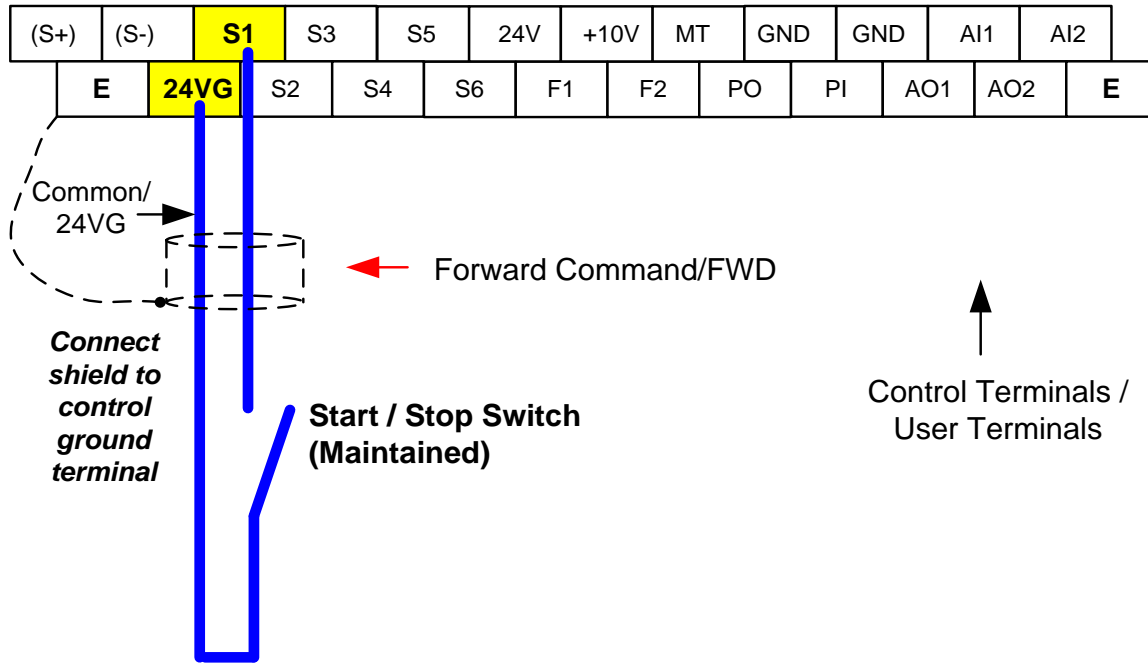 (S+) (S-) S1 S3 S5 24V +10V MT GND GND AI1 AI2
E 24VG S2 S4 S6 F1 F2 PO PI AO1 AO2 E
Common/
24VG
Forward Command/FWD
Connect
shield to
control
ground
terminal
Start / Stop Switch
(Maintained)
Control Terminals /
User Terminals